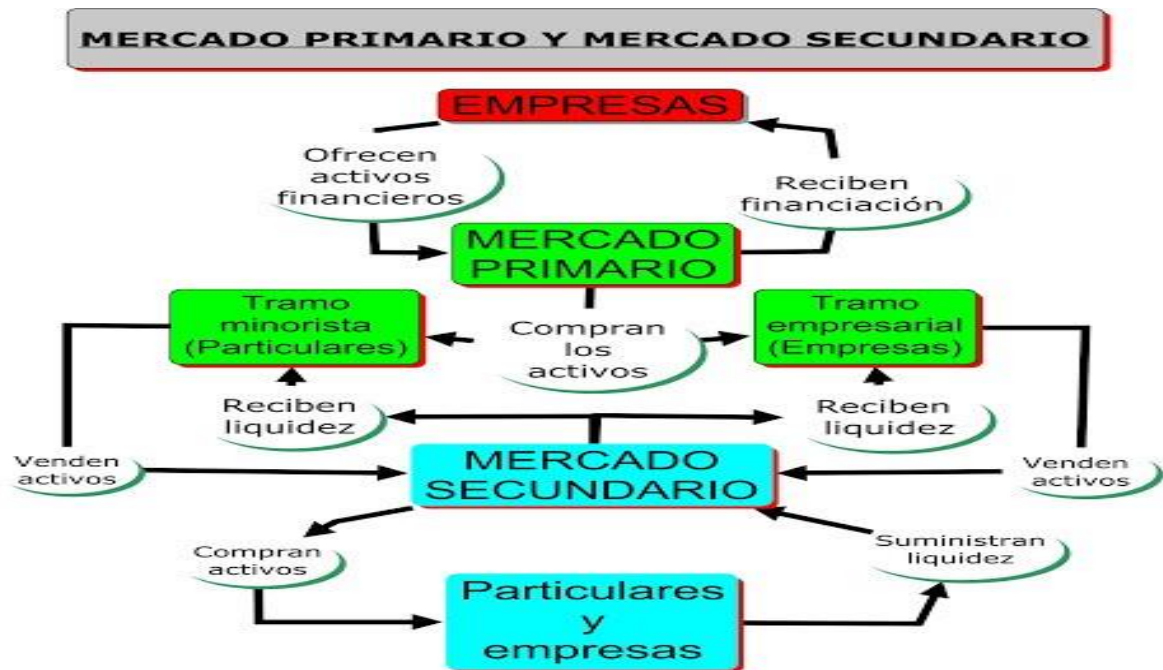 MERCADO PRIMARIO Y MERCADO SECUNDARIO
EMPRESAS
Ofrecen
activos
financieros
Reciben
financiación
MERCADO
PRIMARIO
Tramo
minorista
(Particulares)
Compran
los
activos
Tramo
empresarial
(Empresas)
Reciben
liquidez
Reciben
liquidez
Venden
activos
MERCADO
SECUNDARIO
Venden
activos
Compran
activos
Suministran
liquidez
Particulares
y
empresas